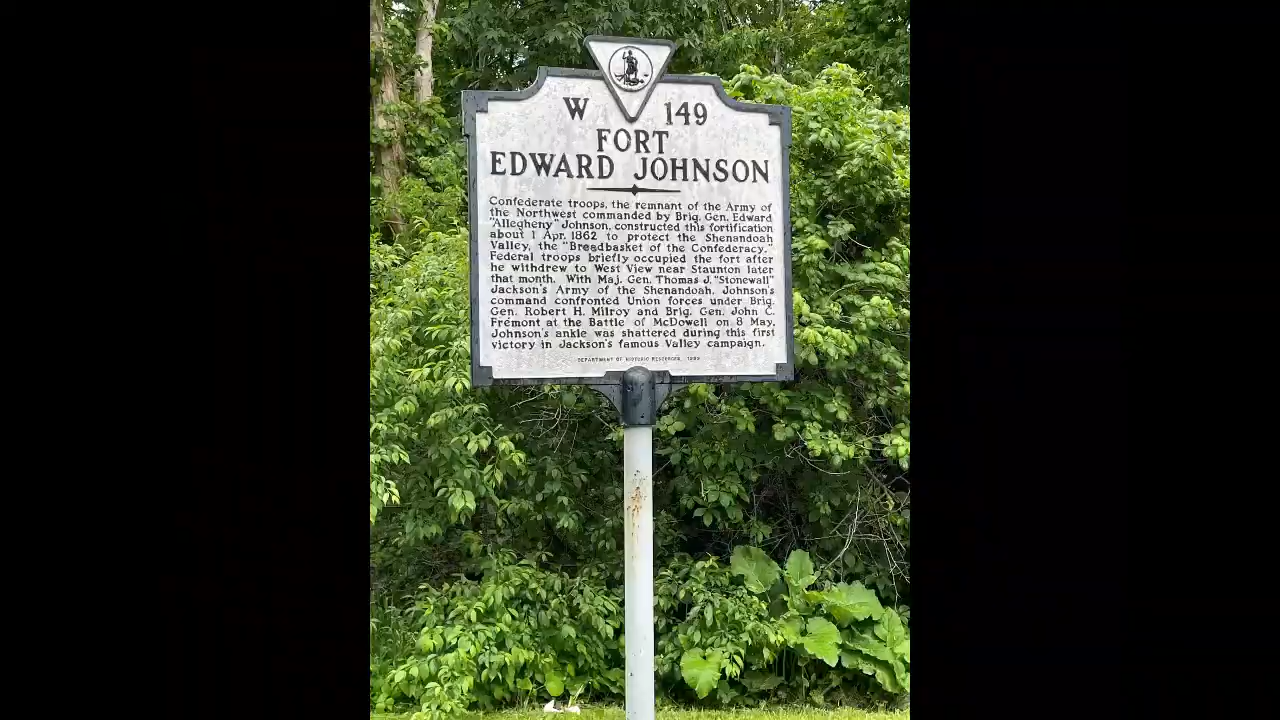 W 149
FORT
EDWARD JOHNSON
Confederate troops, the remnant of the Army of
the Northwest commanded by Brig. Gen. Edward
"Allegheny" Johnson, constructed this fortification
about 1 Apr. 1862 to protect the Shenandoah
Valley, the "Breadbasket of the Confederacy."
Federal troops briefly occupied the fort after
he withdrew to West View near Staunton later
that month. With Maj. Gen. Thomas J. "Stonewall"
Jackson's Army of the Shenandoah, Johnson's
command confronted Union forces under Brig.
Gen. Robert H. Milroy and Brig. Gen. John C.
Frémont at the Battle of McDowell on 8 May.
Johnson's ankle was shattered during this first
victory in Jackson's famous Valley campaign.
DEPARTMENT OF HISTORIC RESOURCES,